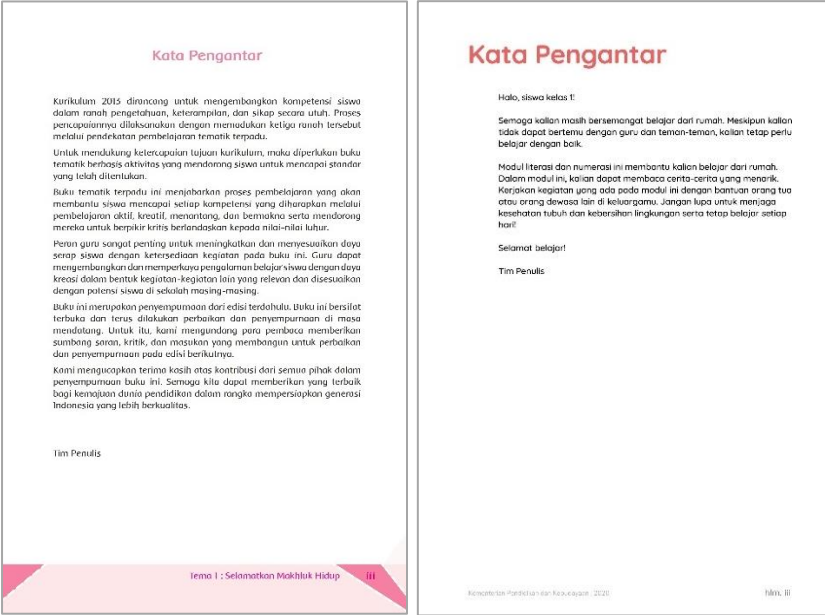 Kata Pengantar
Kurikulum 2013 dirancang untuk mengembangkan kompetensi siswa
dalam ranah pengetahuan, keterampilan, dan sikap secara utuh. Proses
pencapaiannya dilaksanakan dengan memadukan ketiga ranah tersebut
melalui pendekatan pembelajaran tematik terpadu.
Untuk mendukung ketercapaian tujuan kurikulum, maka diperlukan buku
tematik berbasis aktivitas yang mendorong siswa untuk mencapai standar
yang telah ditentukan.
Buku tematik terpadu ini menjabarkan proses pembelajaran yang akan
membantu siswa mencapai setiap kompetensi yang diharapkan melalui
pembelajaran aktif, kreatif, menantang, dan bermakna serta mendorong
mereka untuk berpikir kritis berlandaskan kepada nilai-nilai luhur.
Peran guru sangat penting untuk meningkatkan dan menyesuaikan daya
serap siswa dengan ketersediaan kegiatan pada buku ini. Guru dapat
mengembangkan dan memperkaya pengalaman belajar siswa dengan daya
kreasi dalam bentuk kegiatan-kegiatan lain yang relevan dan disesuaikan
dengan potensi siswa di sekolah masing-masing.
Buku ini merupakan penyempurnaan dari edisi terdahulu. Buku ini bersifat
terbuka dan terus dilakukan perbaikan dan penyempurnaan di masa
mendatang. Untuk itu, kami mengundang para pembaca memberikan
sumbang saran, kritik, dan masukan yang membangun untuk perbaikan
dan penyempurnaan pada edisi berikutnya.
Kami mengucapkan terima kasih atas kontribusi dari semua pihak dalam
penyempurnaan buku ini. Semoga kita dapat memberikan yang terbaik
bagi kemajuan dunia pendidikan dalam rangka mempersiapkan generasi
Indonesia yang lebih berkualitas.
Tim Penulis
Tema 1 : Selamatkan Makhluk Hidup iii
Kata Pengantar
Halo, siswa kelas 1!
Semoga kalian masih bersemangat belajar dari rumah. Meskipun kalian
tidak dapat bertemu dengan guru dan teman-teman, kalian tetap perlu
belajar dengan baik.
Modul literasi dan numerasi ini membantu kalian belajar dari rumah.
Dalam modul ini, kalian dapat membaca cerita-cerita yang menarik.
Kerjakan kegiatan yang ada pada modul ini dengan bantuan orang tua
atau orang dewasa lain di keluargamu. Jangan lupa untuk menjaga
kesehatan tubuh dan kebersihan lingkungan serta tetap belajar setiap
hari!
Selamat belajar!
Tim Penulis
Kementerian Pendidikan dan Kebudayaan | 2020 hlm. iii